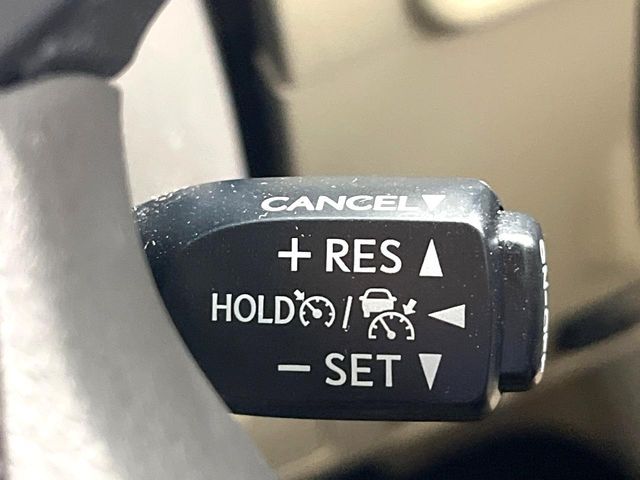 CANCEL▼
+ RES ▲
HOLD / ◀
− SET ▼